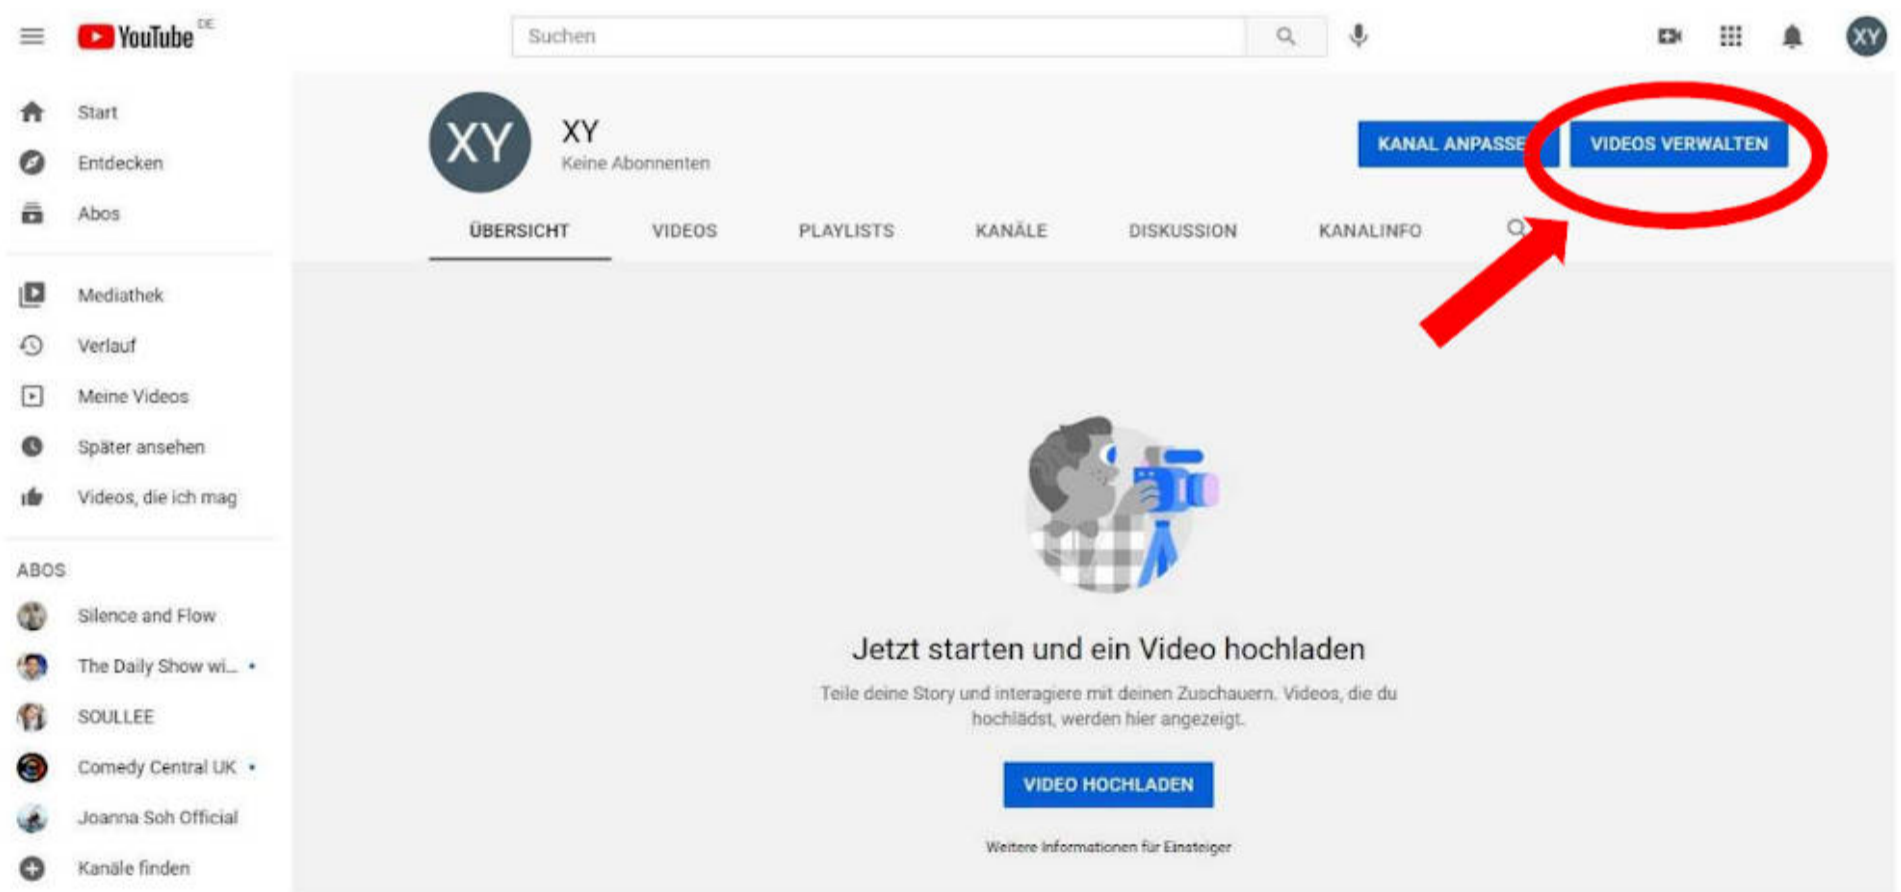 YouTube DE
Suchen
XY
Start
Entdecken
Abos
Mediathek
Verlauf
Meine Videos
Später ansehen
Videos, die ich mag
ABOS
Silence and Flow
The Daily Show wi...
SOULLEE
Comedy Central UK
Joanna Soh Official
Kanäle finden
XY
XY
Keine Abonnenten
KANAL ANPASSE
VIDEOS VERWALTEN
ÜBERSICHT
VIDEOS
PLAYLISTS
KANÄLE
DISKUSSION
KANALINFO
Jetzt starten und ein Video hochladen
Teile deine Story und interagiere mit deinen Zuschauern. Videos, die du
hochlädst, werden hier angezeigt.
VIDEO HOCHLADEN
Weitere Informationen für Einsteiger